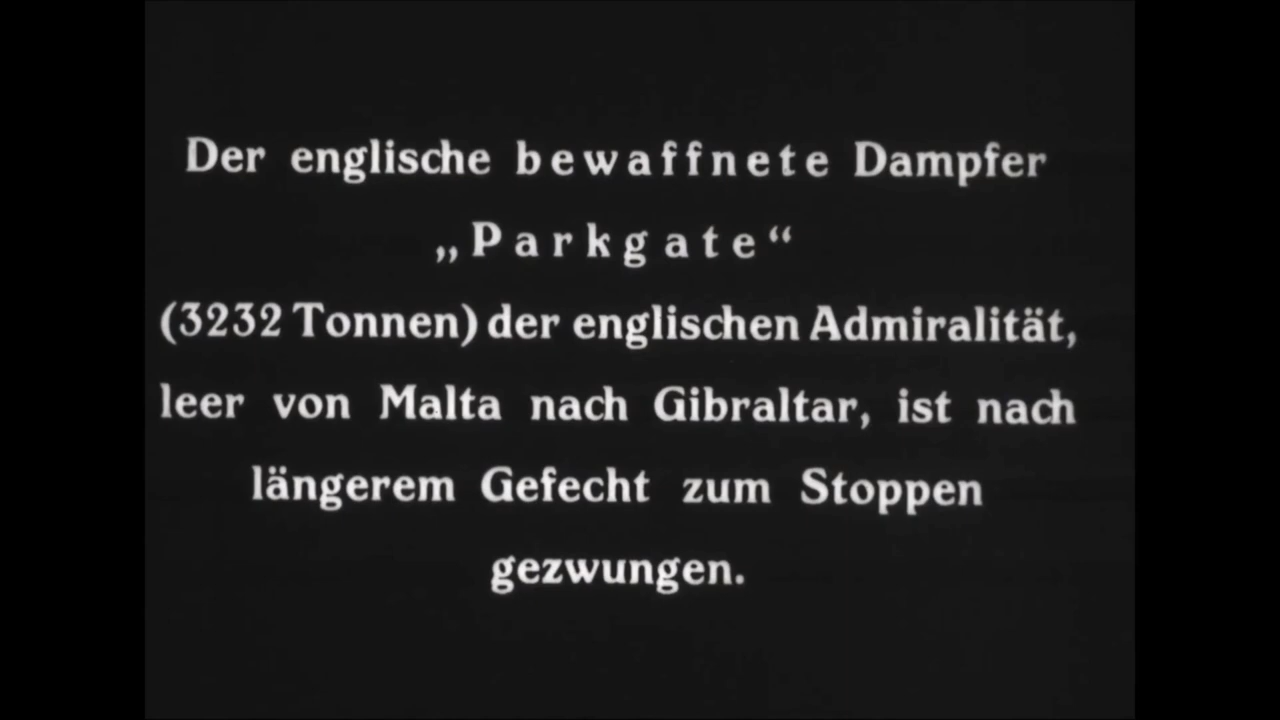 Der englische bewaffnete Dampfer
„Parkgate“
(3232 Tonnen) der englischen Admiralität,
leer von Malta nach Gibraltar, ist nach
längerem Gefecht zum Stoppen
gezwungen.